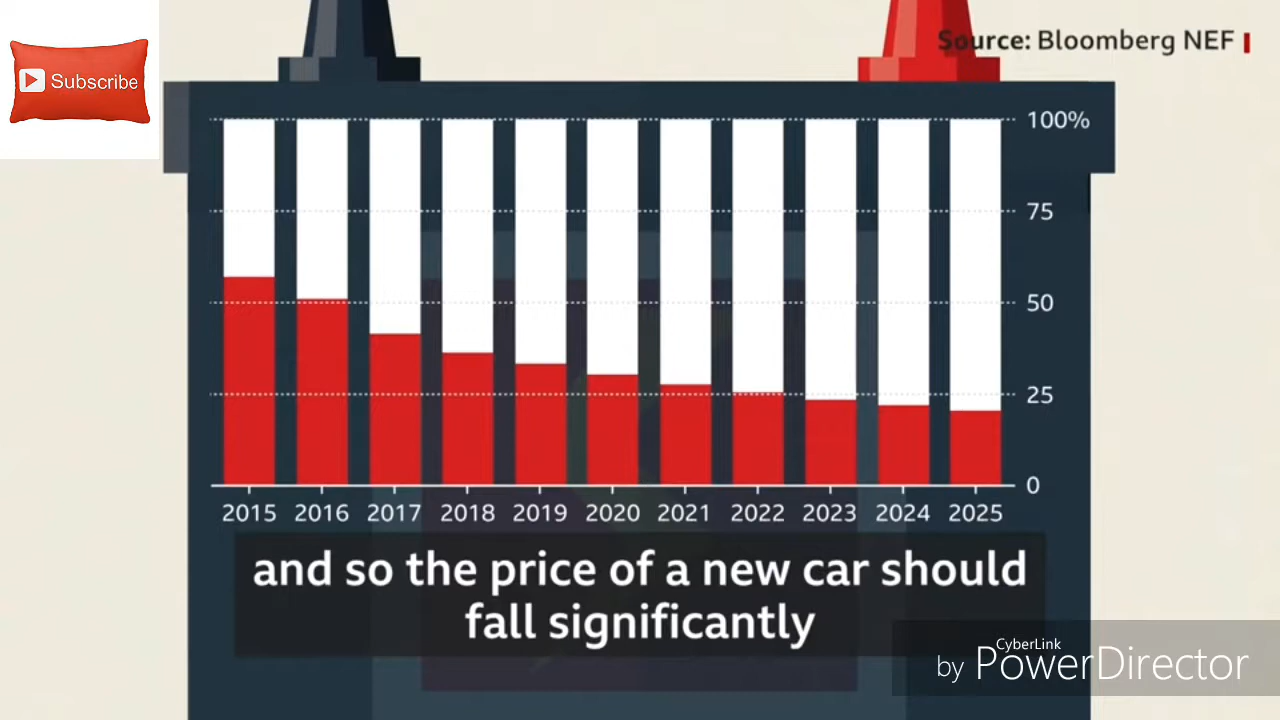 Subscribe
Source: Bloomberg NEF
100%
75
50
25
0
2015 2016 2017 2018 2019 2020 2021 2022 2023 2024 2025
and so the price of a new car should
fall significantly
CyberLink
by PowerDirector